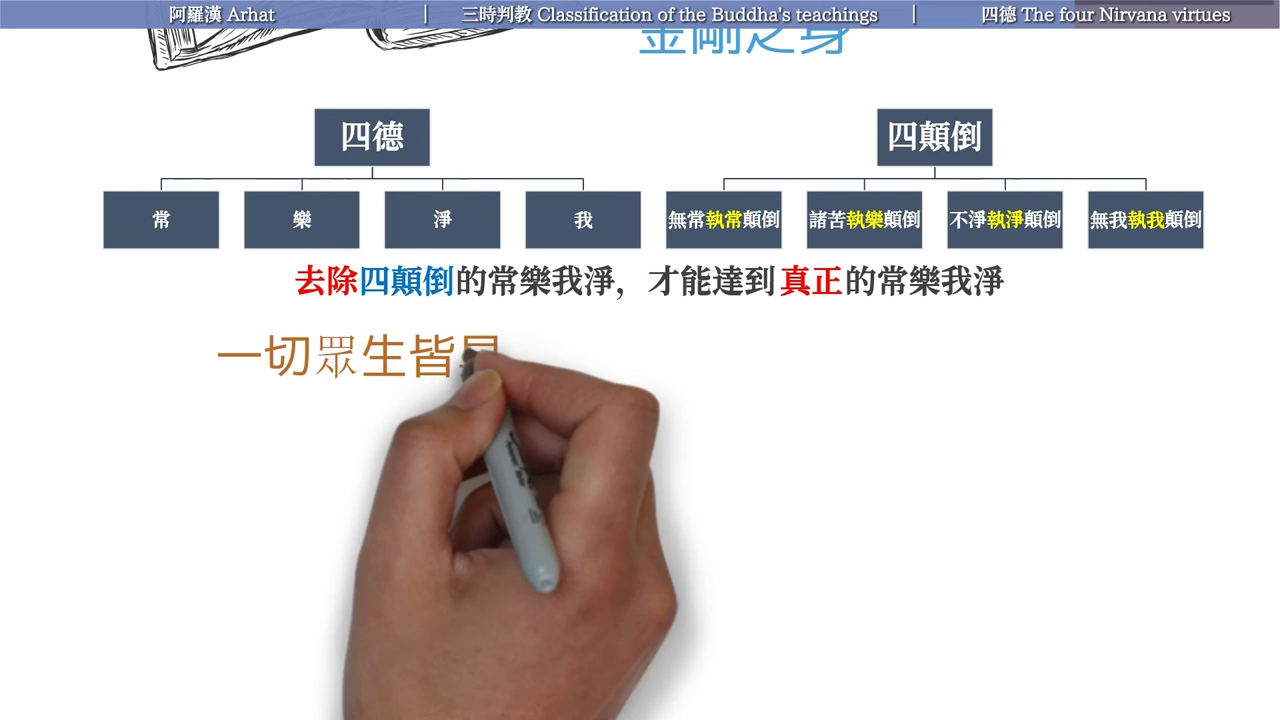 阿羅漢 Arhat | 三時判教 Classification of the Buddha's teachings | 四德 The four Nirvana virtues
金剛之身
四德 四顛倒
常 樂 淨 我 無常執常顛倒 諸苦執樂顛倒 不淨執淨顛倒 無我執我顛倒
去除四顛倒的常樂我淨，才能達到真正的常樂我淨
一切眾生皆